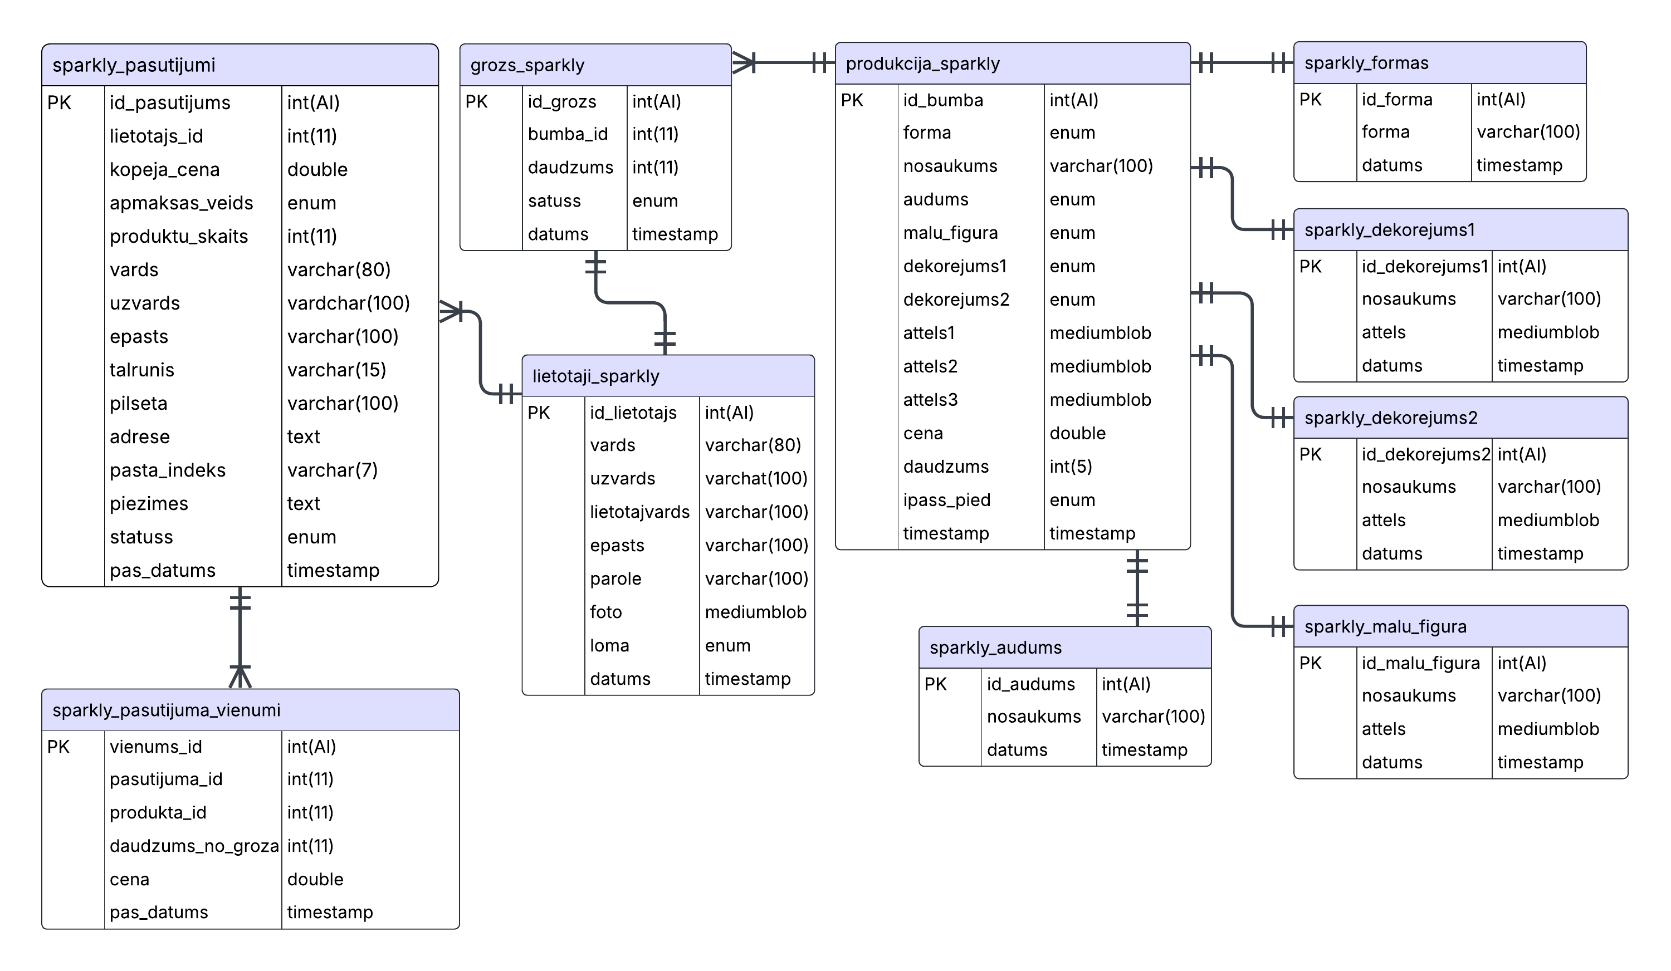 sparkly_pasutijumi
PK id_pasutijums int(AI)
lietotajs_id int(11)
kopeja_cena double
apmaksas_veids enum
produktu_skaits int(11)
vards varchar(80)
uzvards vardchar(100)
epasts varchar(100)
talrunis varchar(15)
pilseta varchar(100)
adrese text
pasta_indeks varchar(7)
piezimes text
statuss enum
pas_datums timestamp
grozs_sparkly
PK id_grozs int(AI)
bumba_id int(11)
daudzums int(11)
satuss enum
datums timestamp
produkcija_sparkly
PK id_bumba int(AI)
forma enum
nosaukums varchar(100)
audums enum
malu_figura enum
dekorejums1 enum
dekorejums2 enum
attels1 mediumblob
attels2 mediumblob
attels3 mediumblob
cena double
daudzums int(5)
ipass_pied enum
timestamp timestamp
sparkly_formas
PK id_forma int(AI)
forma varchar(100)
datums timestamp
sparkly_dekorejums1
PK id_dekorejums1 int(AI)
nosaukums varchar(100)
attels mediumblob
datums timestamp
lietotaji_sparkly
PK id_lietotajs int(AI)
vards varchar(80)
uzvards varchat(100)
lietotajvards varchar(100)
epasts varchar(100)
parole varchar(100)
foto mediumblob
loma enum
datums timestamp
sparkly_dekorejums2
PK id_dekorejums2 int(AI)
nosaukums varchar(100)
attels mediumblob
datums timestamp
sparkly_malu_figura
PK id_malu_figura int(AI)
nosaukums varchar(100)
attels mediumblob
datums timestamp
sparkly_audums
PK id_audums int(AI)
nosaukums varchar(100)
datums timestamp
sparkly_pasutijuma_vienumi
PK vienums_id int(AI)
pasutijuma_id int(11)
produkta_id int(11)
daudzums_no_groza int(11)
cena double
pas_datums timestamp